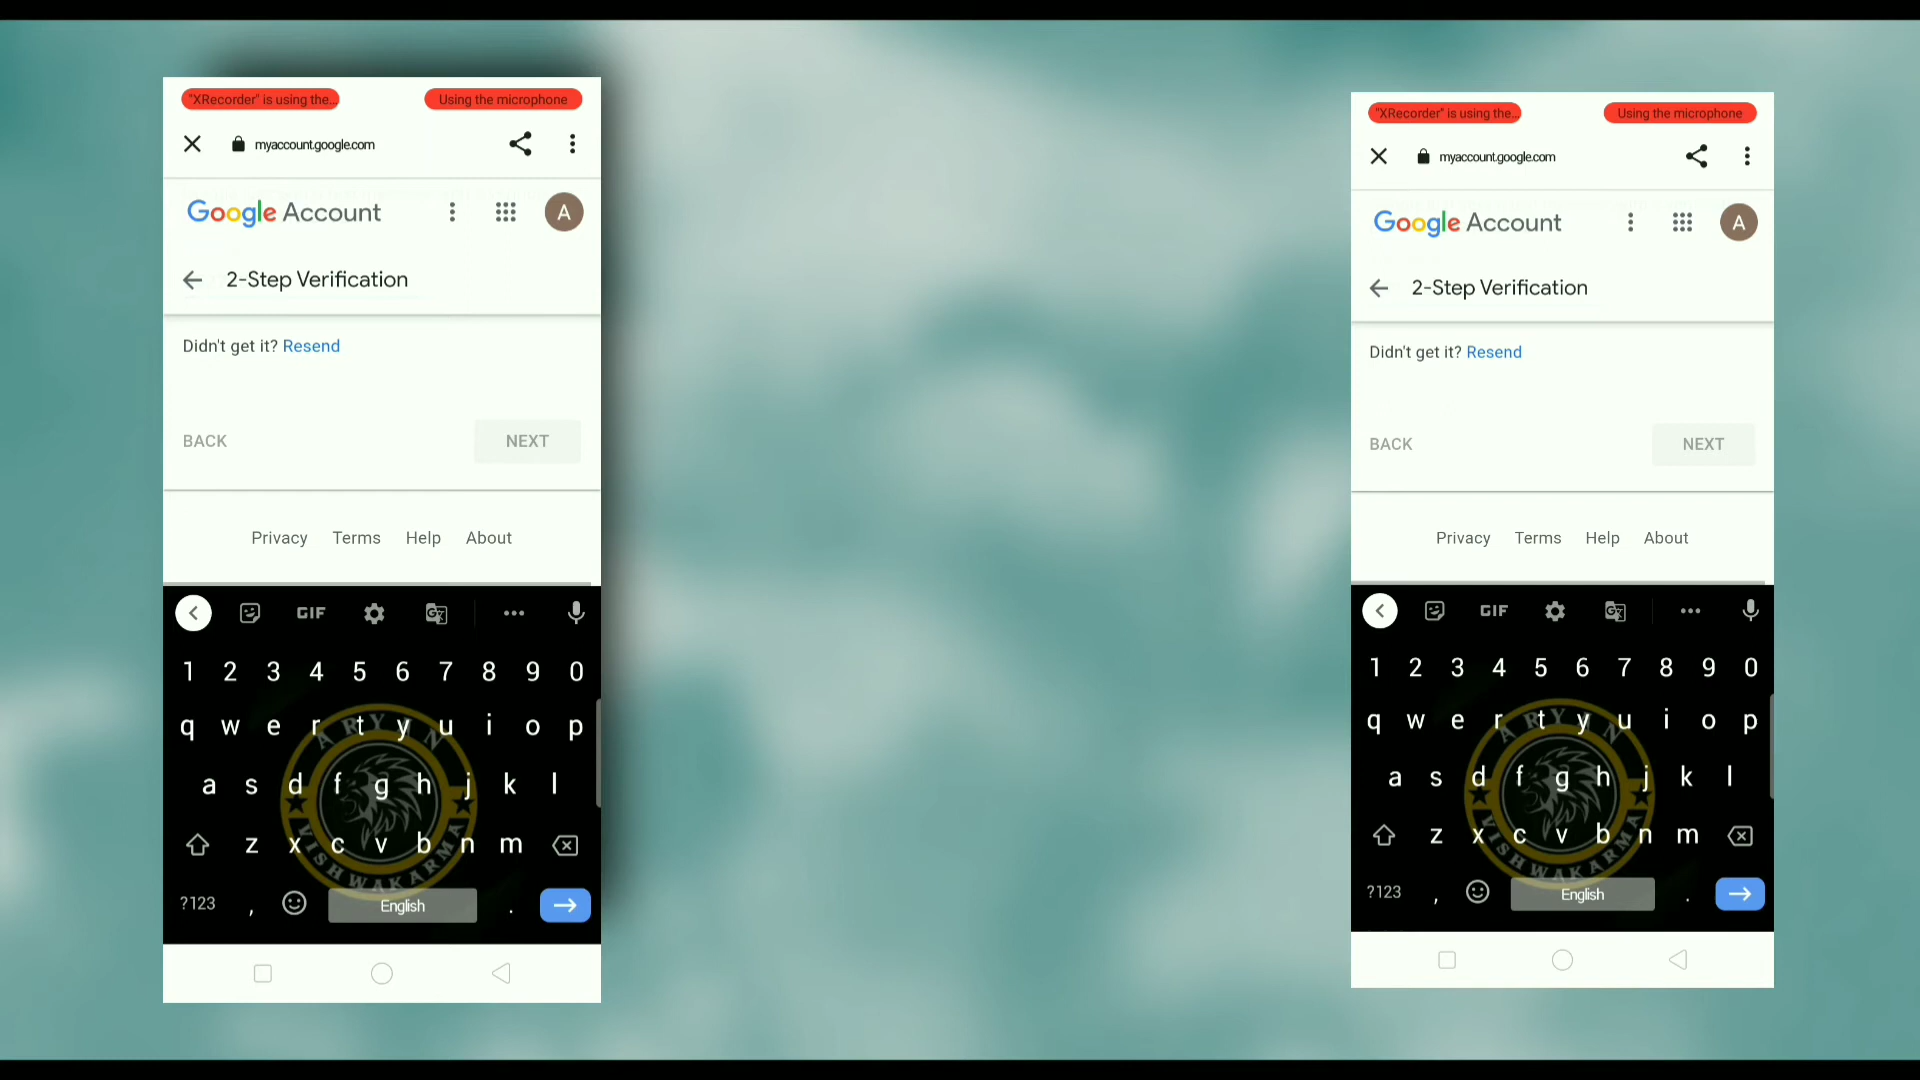 "XRecorder" is using the...
Using the microphone
myaccount.google.com
Google Account
A
2-Step Verification
Didn't get it? Resend
BACK
NEXT
Privacy Terms Help About
GIF
1 2 3 4 5 6 7 8 9 0
q w e r t y u i o p
a s d f g h j k l
z x c v b n m
?123 , English .
ARYAN
VISHWAKARMA
"XRecorder" is using the...
Using the microphone
myaccount.google.com
Google Account
A
2-Step Verification
Didn't get it? Resend
BACK
NEXT
Privacy Terms Help About
GIF
1 2 3 4 5 6 7 8 9 0
q w e r t y u i o p
a s d f g h j k l
z x c v b n m
?123 , English .
ARYAN
VISHWAKARMA